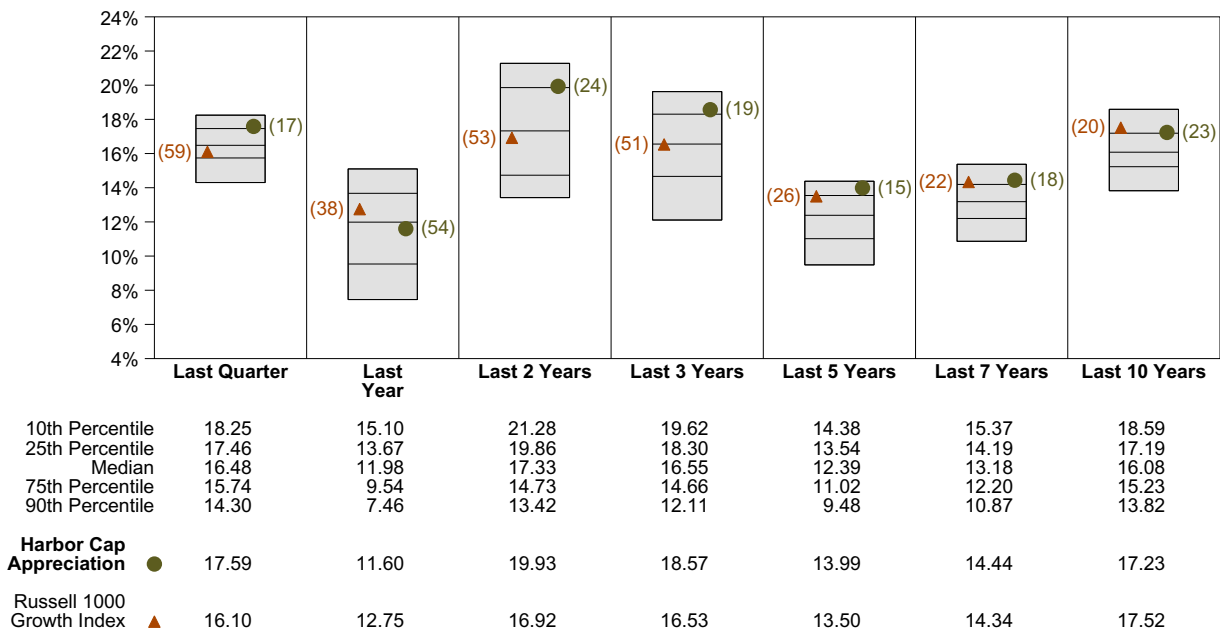 24%
22%
20%
18%
16%
14%
12%
10%
8%
6%
4%
(59) (17)
(38) (54)
(53) (24)
(51) (19)
(26) (15)
(22) (18)
(20) (23)
Last Quarter Last Year Last 2 Years Last 3 Years Last 5 Years Last 7 Years Last 10 Years
10th Percentile 18.25 15.10 21.28 19.62 14.38 15.37 18.59
25th Percentile 17.46 13.67 19.86 18.30 13.54 14.19 17.19
Median 16.48 11.98 17.33 16.55 12.39 13.18 16.08
75th Percentile 15.74 9.54 14.73 14.66 11.02 12.20 15.23
90th Percentile 14.30 7.46 13.42 12.11 9.48 10.87 13.82
Harbor Cap
Appreciation 17.59 11.60 19.93 18.57 13.99 14.44 17.23
Russell 1000
Growth Index 16.10 12.75 16.92 16.53 13.50 14.34 17.52